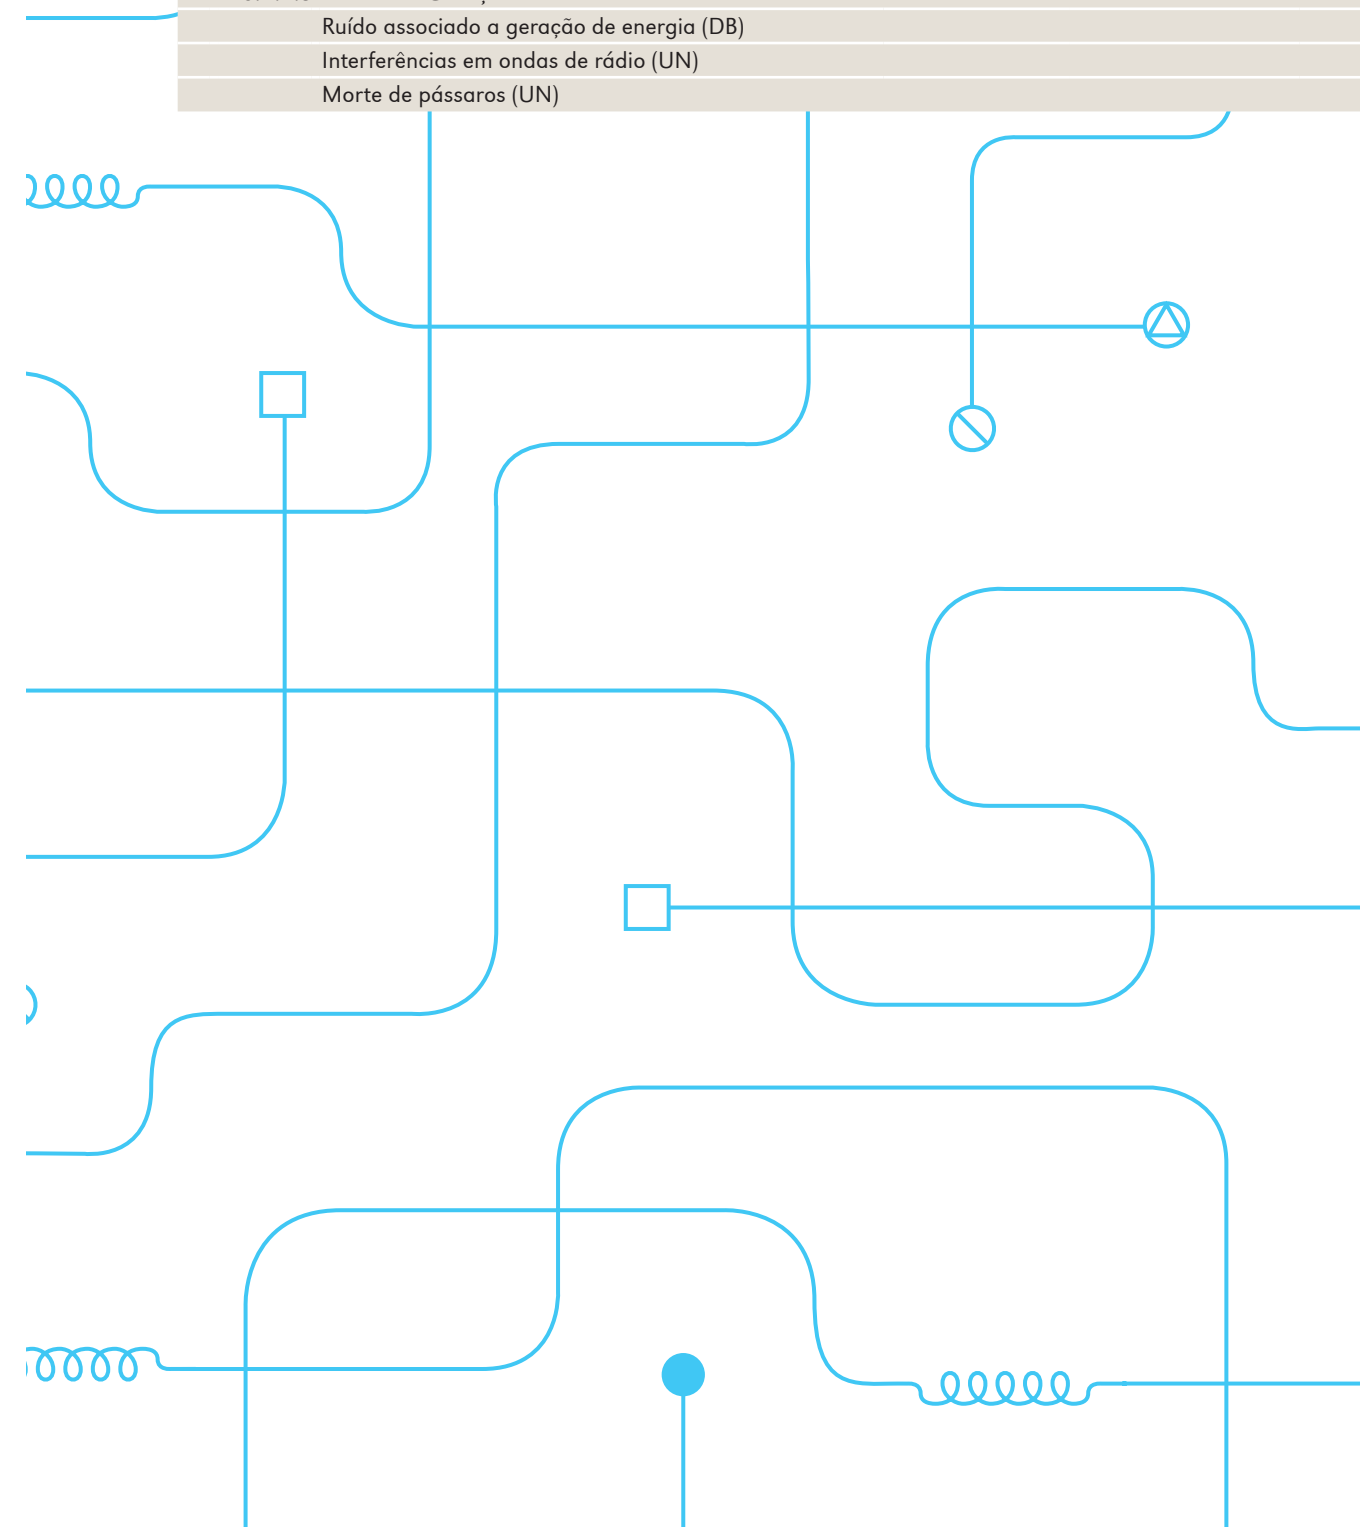 Ruído associado a geração de energia (DB)
Interferências em ondas de rádio (UN)
Morte de pássaros (UN)